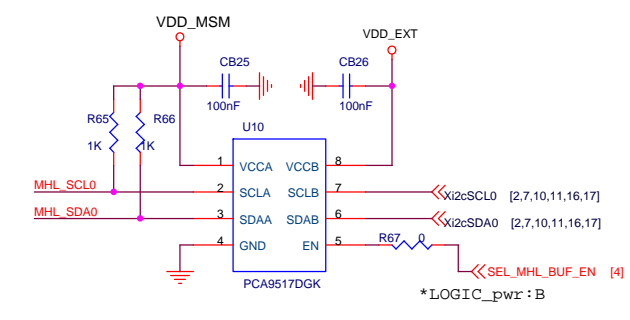 VDD_MSM
VDD_EXT
CB25
CB26
100nF
100nF
R65
R66
1K
1K
U10
1
VCCA
VCCB
8
MHL_SCL0
2
SCLA
SCLB
7
Xi2cSCL0 [2,7,10,11,16,17]
MHL_SDA0
3
SDAA
SDAB
6
Xi2cSDA0 [2,7,10,11,16,17]
4
GND
EN
5
R67
0
SEL_MHL_BUF_EN [4]
PCA9517DGK
*LOGIC_pwr:B